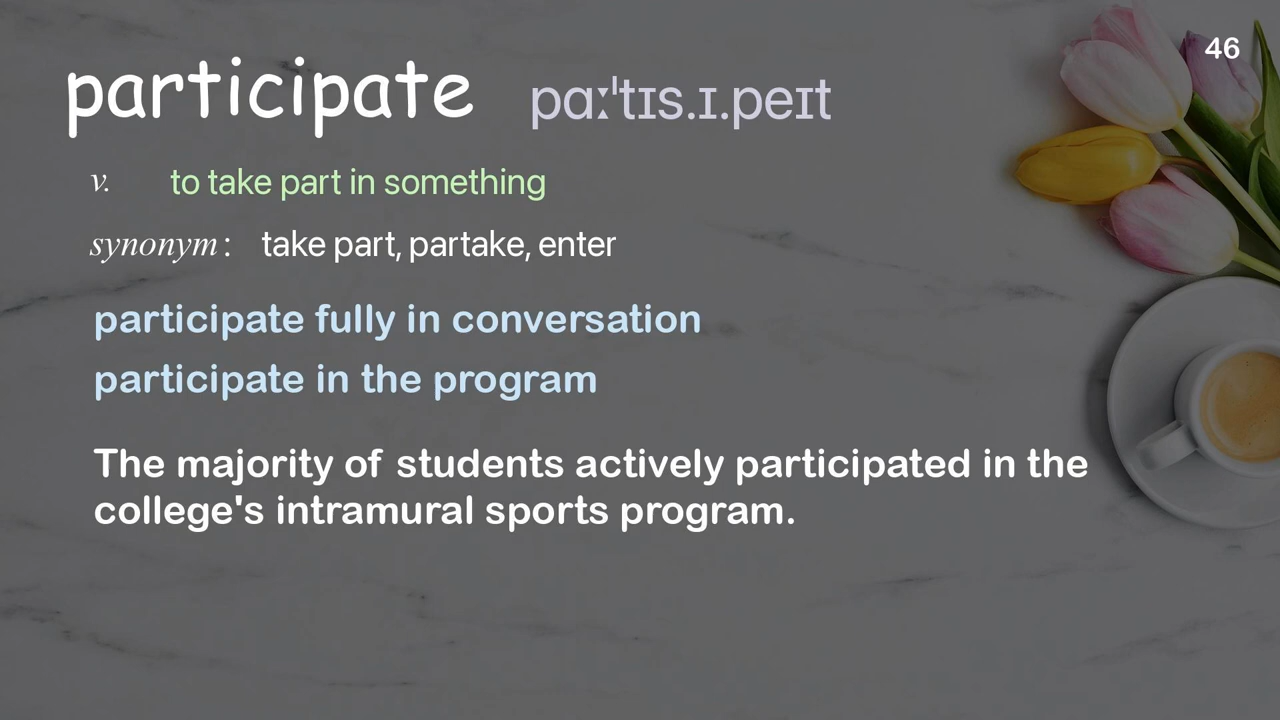 46
participate pɑːˈtɪs.ɪ.peɪt
v. to take part in something
synonym : take part, partake, enter
participate fully in conversation
participate in the program
The majority of students actively participated in the
college's intramural sports program.